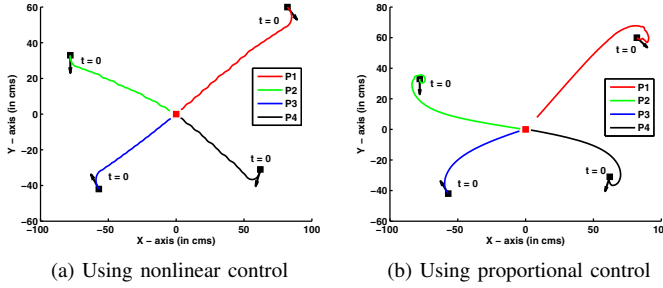 60
40
20
0
−20
−40
−60
−100
−50
0
50
100
Y − axis (in cms)
X − axis (in cms)
t = 0
t = 0
t = 0
t = 0
P1
P2
P3
P4
(a) Using nonlinear control
80
60
40
20
0
−20
−40
−60
−100
−50
0
50
100
Y − axis (in cms)
X − axis (in cms)
t = 0
t = 0
t = 0
t = 0
P1
P2
P3
P4
(b) Using proportional control